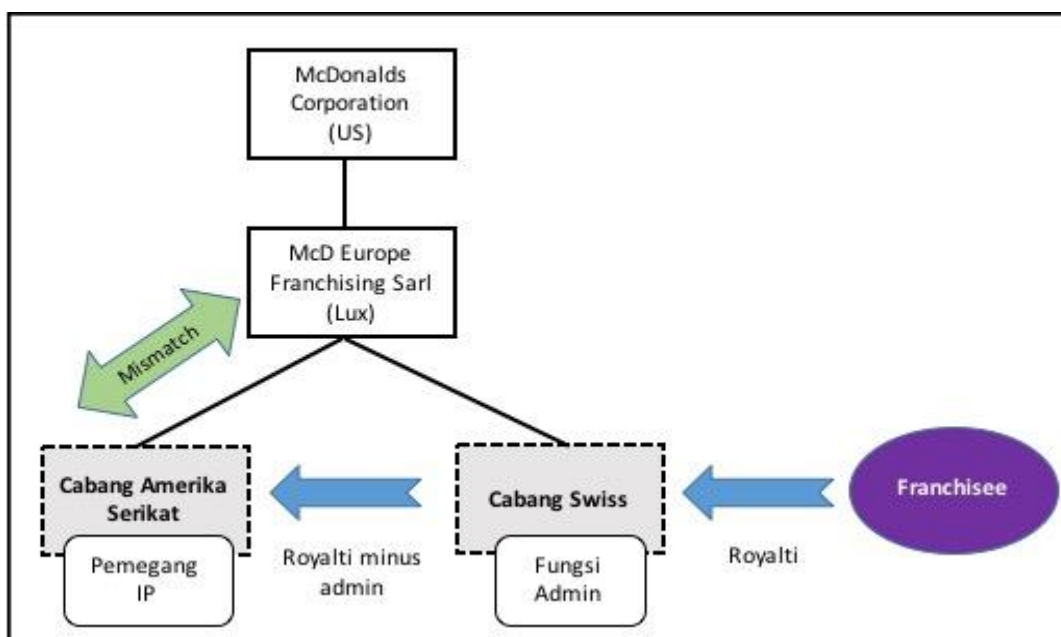 McDonalds
Corporation
(US)
McD Europe
Franchising Sarl
(Lux)
Mismatch
Cabang Amerika
Serikat
Pemegang
IP
Royalti minus
admin
Cabang Swiss
Fungsi
Admin
Royalti
Franchisee